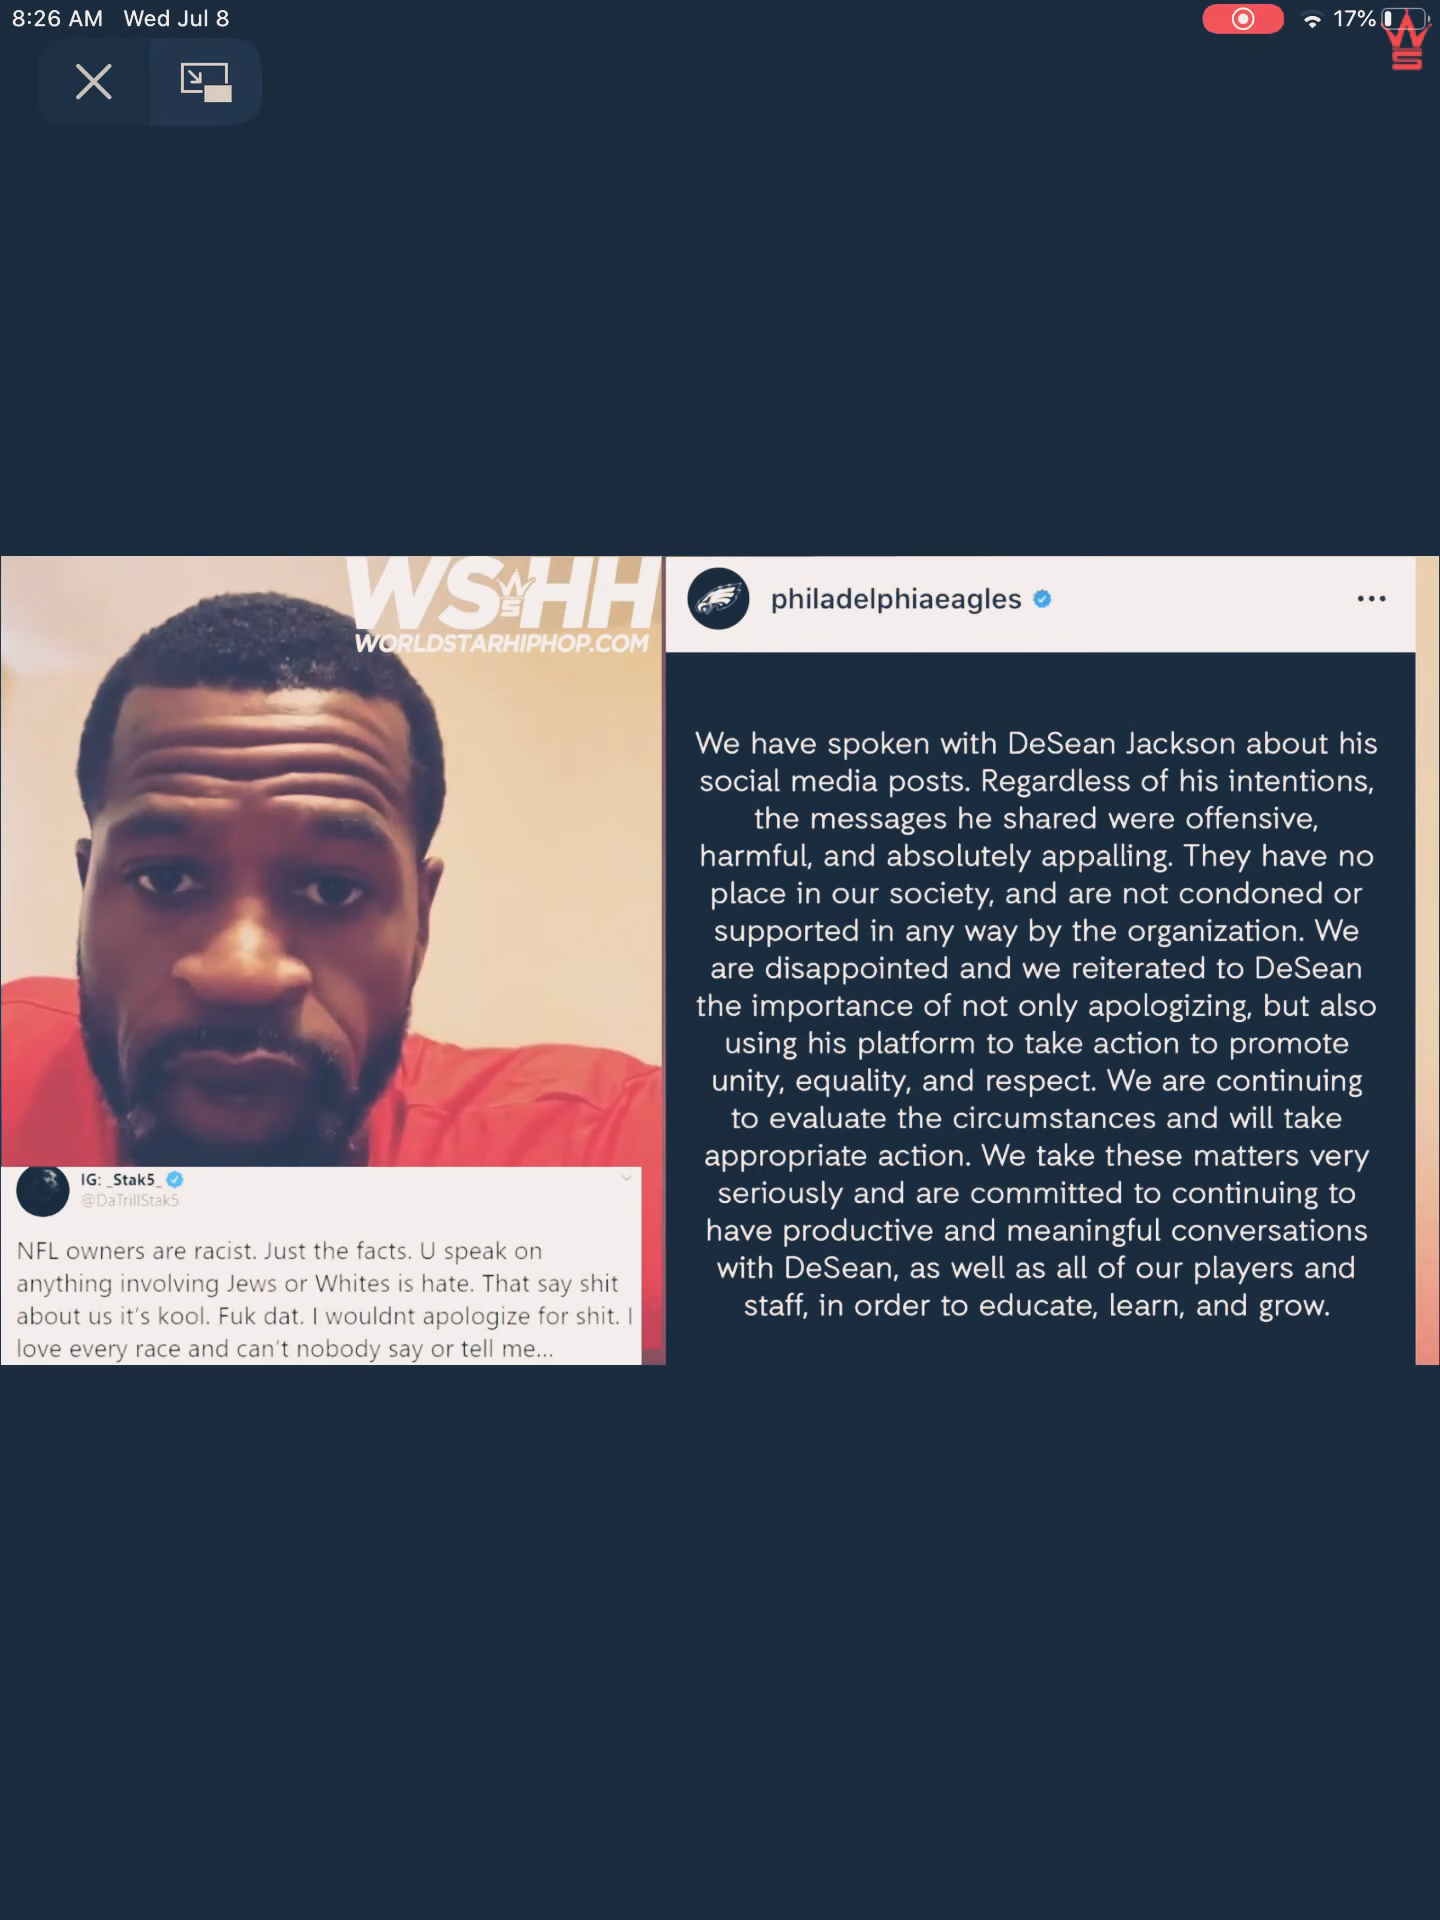 8:26 AM Wed Jul 8
17%
WS
WSHH
WORLDSTARHIPHOP.COM
IG: _Stak5_
@DaTrillStak5
NFL owners are racist. Just the facts. U speak on
anything involving Jews or Whites is hate. That say shit
about us it's kool. Fuk dat. I wouldnt apologize for shit. I
love every race and can't nobody say or tell me...
philadelphiaeagles
We have spoken with DeSean Jackson about his
social media posts. Regardless of his intentions,
the messages he shared were offensive,
harmful, and absolutely appalling. They have no
place in our society, and are not condoned or
supported in any way by the organization. We
are disappointed and we reiterated to DeSean
the importance of not only apologizing, but also
using his platform to take action to promote
unity, equality, and respect. We are continuing
to evaluate the circumstances and will take
appropriate action. We take these matters very
seriously and are committed to continuing to
have productive and meaningful conversations
with DeSean, as well as all of our players and
staff, in order to educate, learn, and grow.